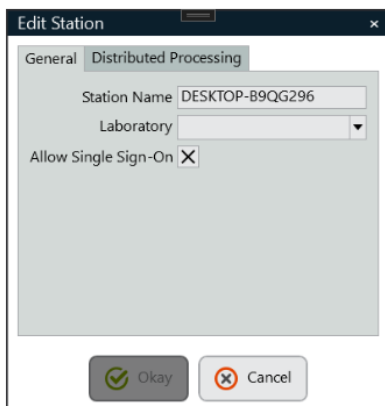 Edit Station
General Distributed Processing
Station Name DESKTOP-B9QG296
Laboratory
Allow Single Sign-On
Okay Cancel